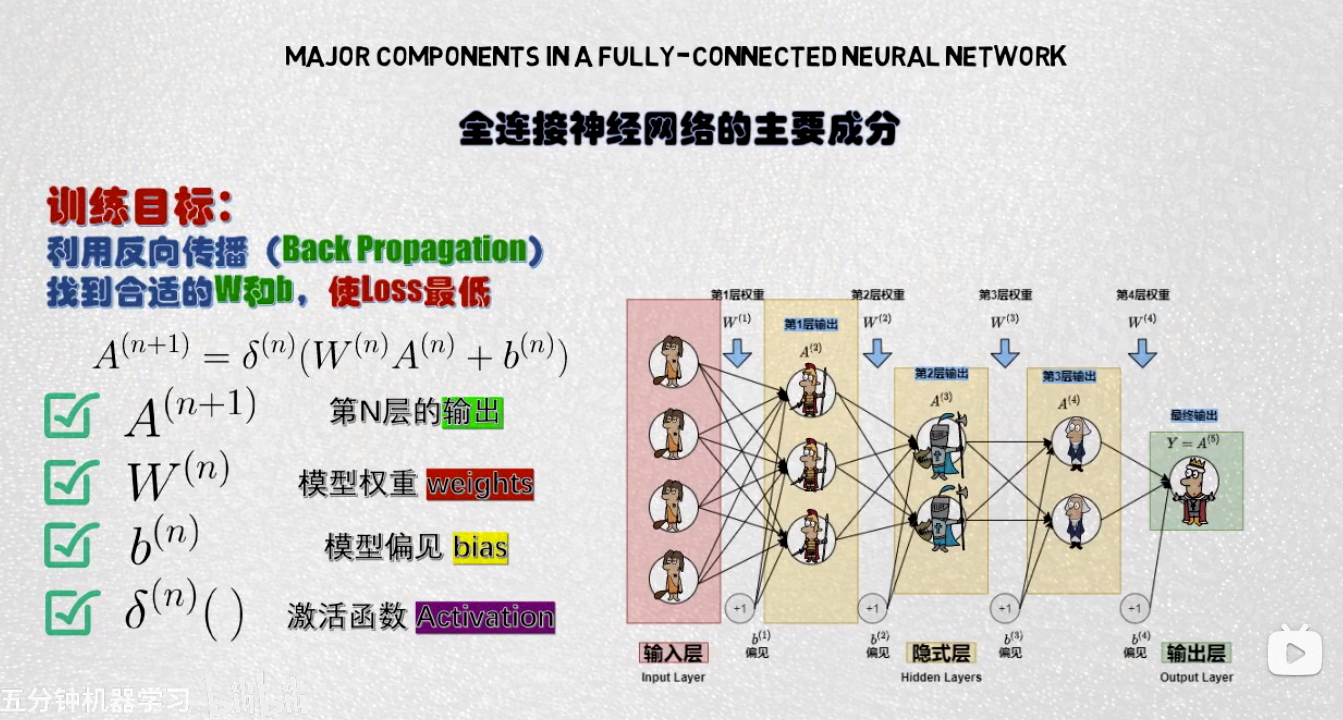 MAJOR COMPONENTS IN A FULLY-CONNECTED NEURAL NETWORK
全连接神经网络的主要成分
训练目标：
利用反向传播（Back Propagation）
找到合适的W和b，使Loss最低
A^{(n+1)} = δ^{(n)}(W^{(n)}A^{(n)} + b^{(n)})
A^{(n+1)} 第N层的输出
W^{(n)} 模型权重 weights
b^{(n)} 模型偏见 bias
δ^{(n)}( ) 激活函数 Activation
第1层权重 第2层权重 第3层权重 第4层权重
W^{(1)} W^{(2)} W^{(3)} W^{(4)}
第1层输出
A^{(2)}
第2层输出
A^{(3)}
第3层输出
A^{(4)}
最终输出
Y = A^{(5)}
+1 +1 +1 +1
b^{(1)} b^{(2)} b^{(3)} b^{(4)}
偏见 偏见 偏见 偏见
输入层 隐式层 输出层
Input Layer Hidden Layers Output Layer
五分钟机器学习